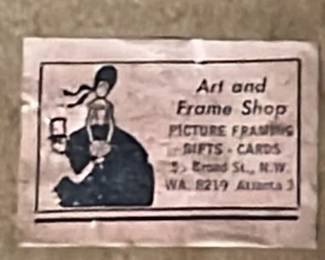 Art and
Frame Shop
PICTURE FRAMING
GIFTS - CARDS
Broad St., N.W.
WA. 8219 Atlanta 3